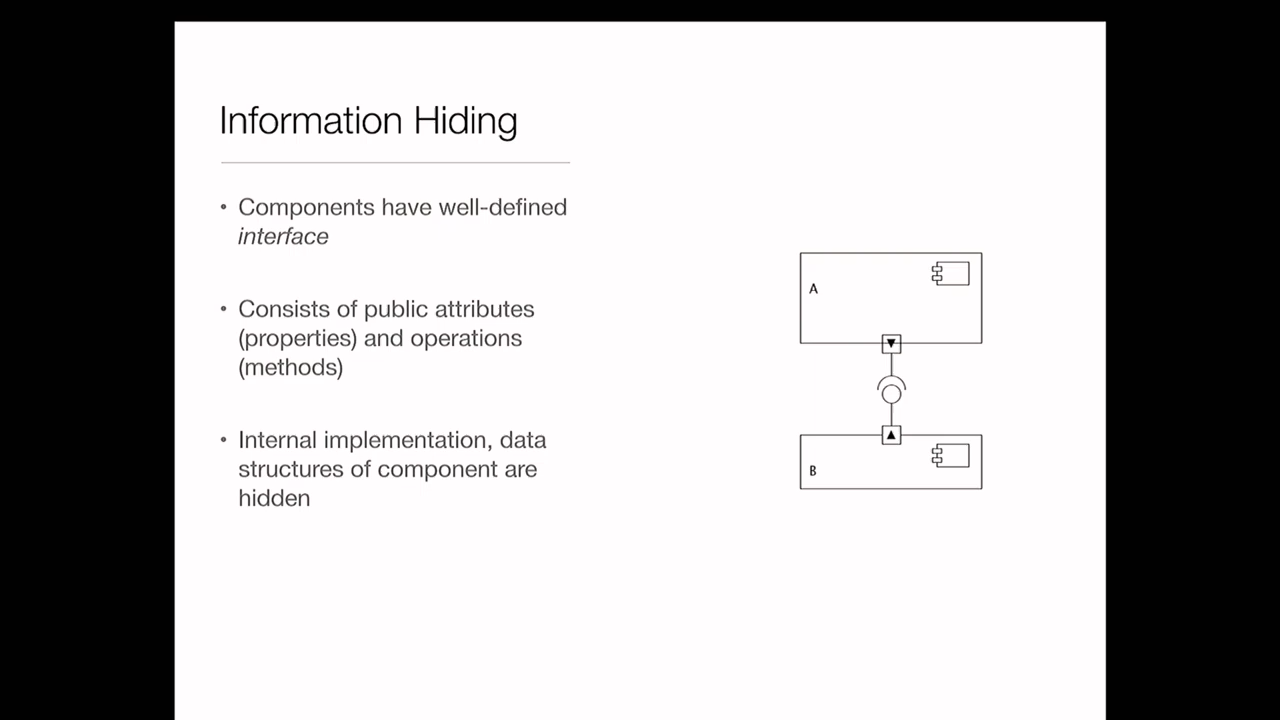 Information Hiding
• Components have well-defined
interface
• Consists of public attributes
(properties) and operations
(methods)
• Internal implementation, data
structures of component are
hidden
A
B